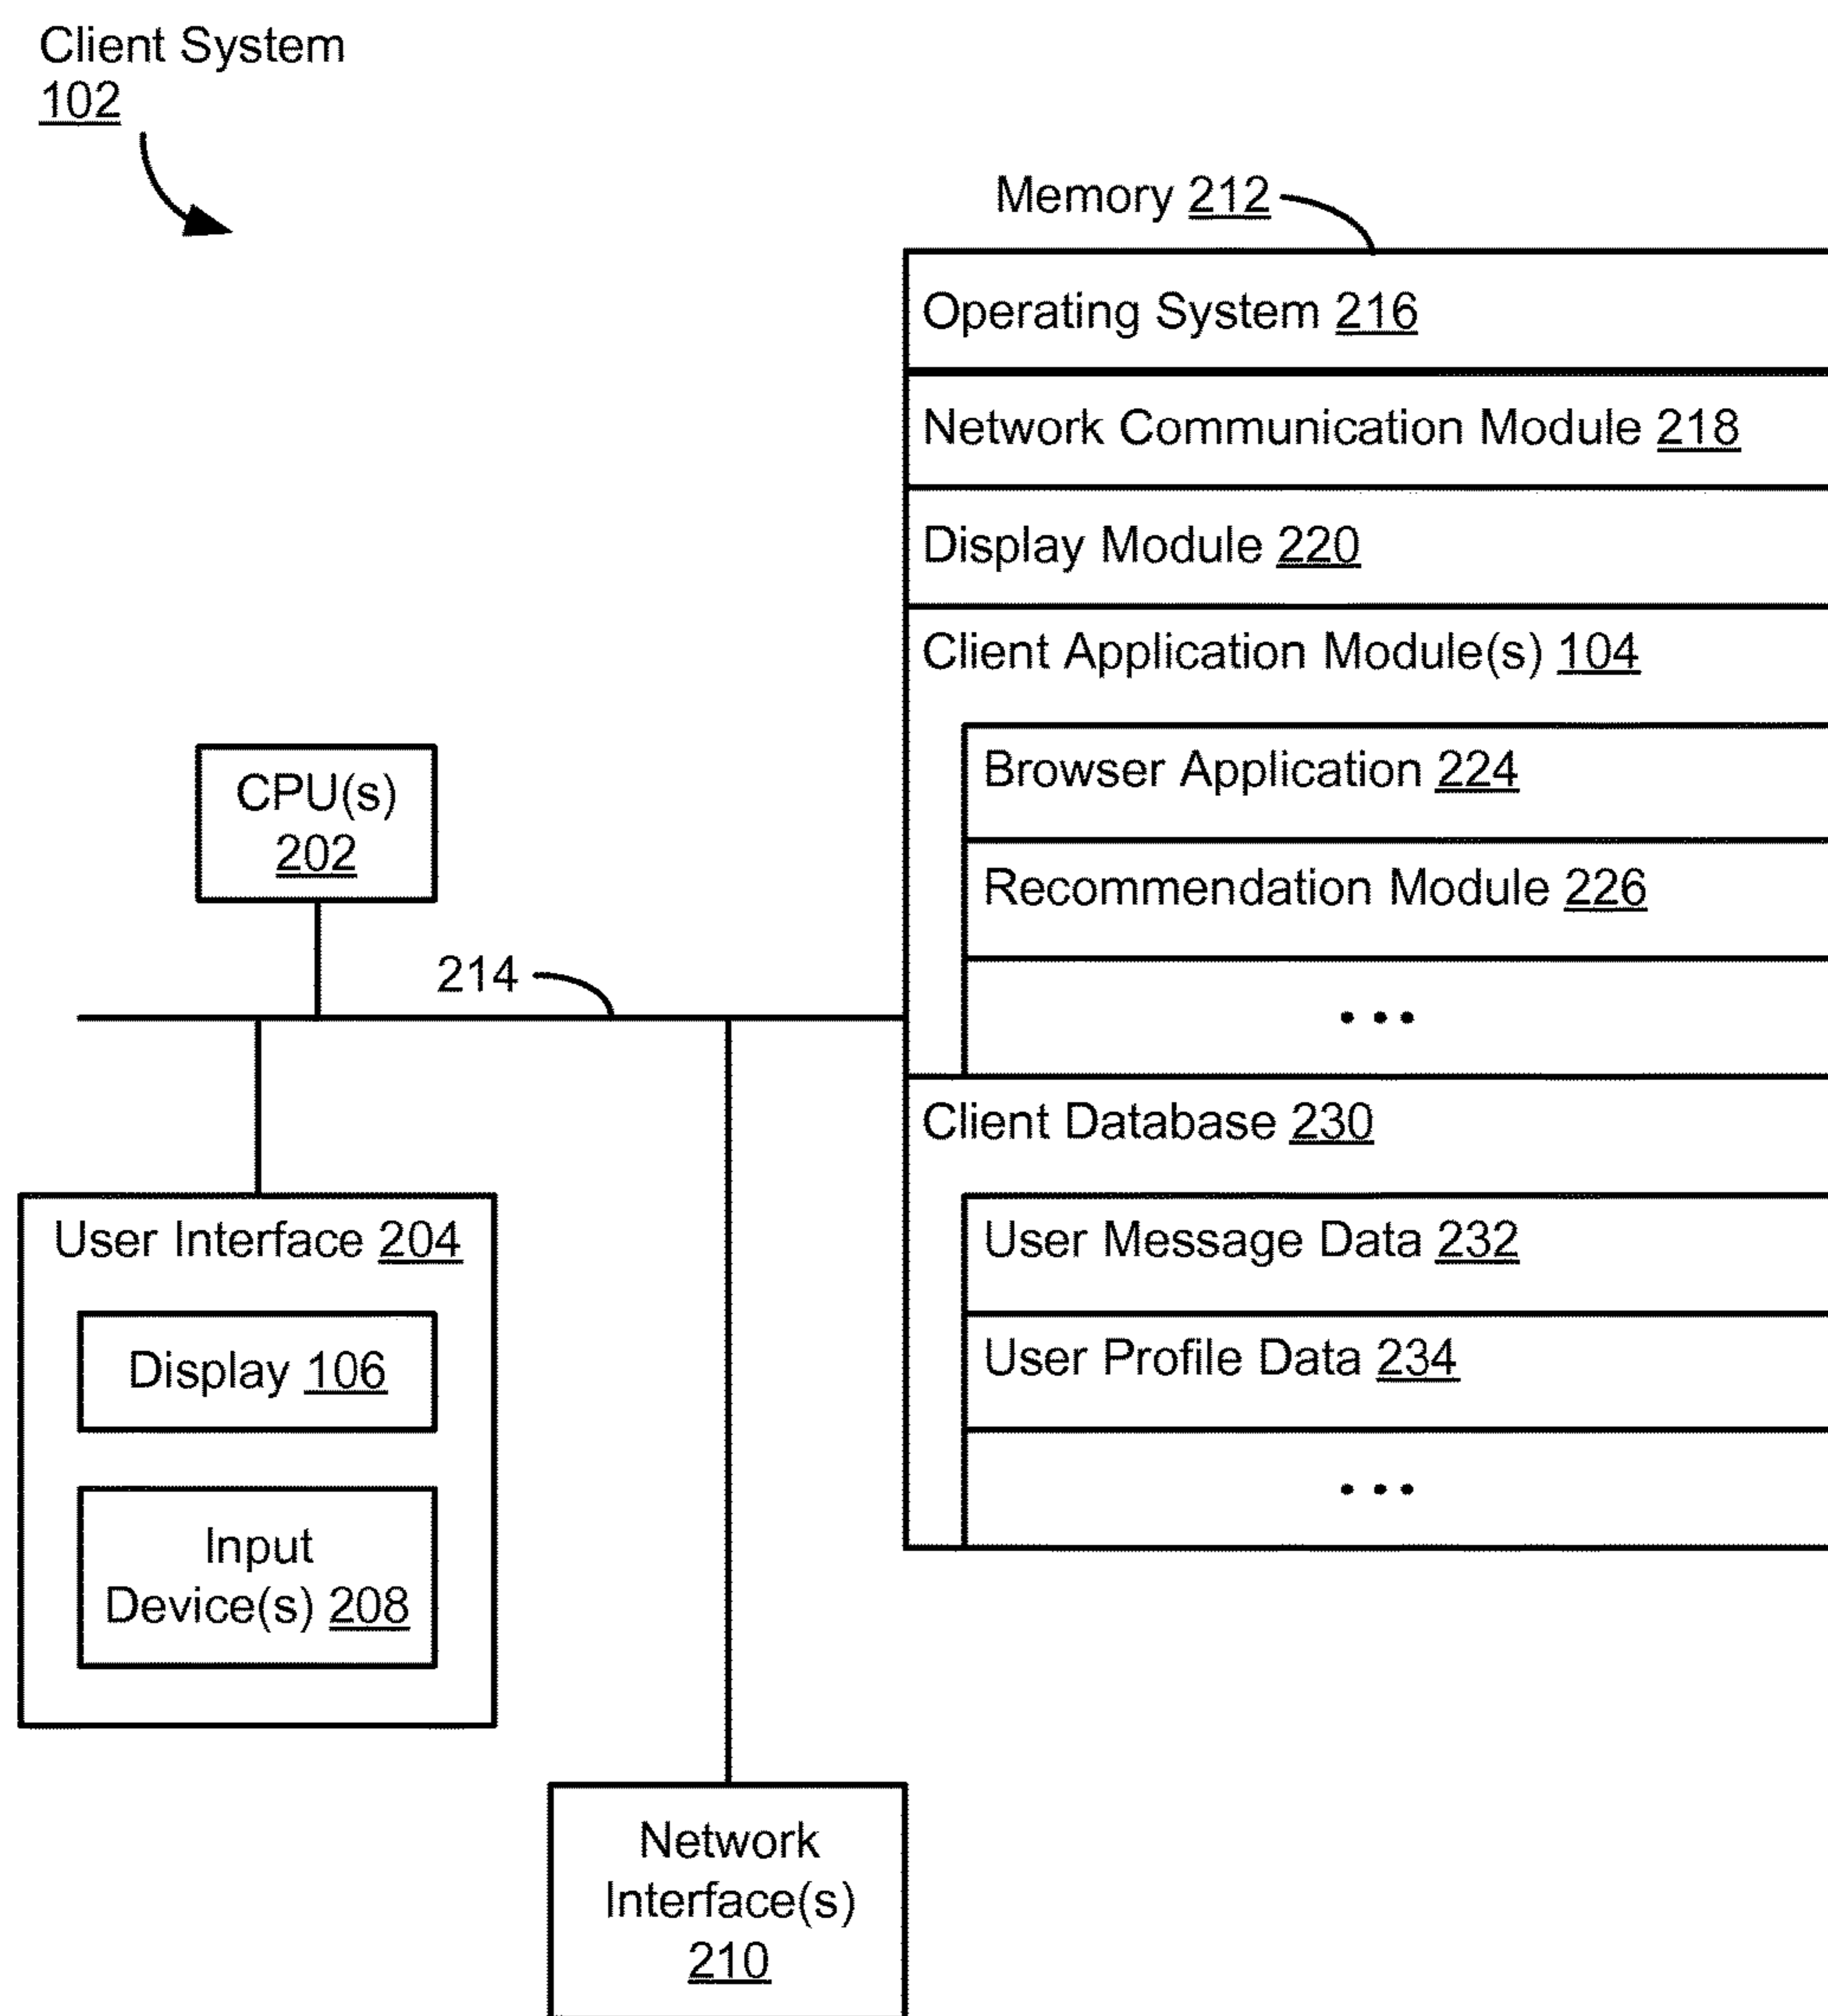 Client System
102
Memory 212
Operating System 216
Network Communication Module 218
Display Module 220
Client Application Module(s) 104
Browser Application 224
Recommendation Module 226
...
Client Database 230
User Message Data 232
User Profile Data 234
...
CPU(s)
202
214
User Interface 204
Display 106
Input
Device(s) 208
Network
Interface(s)
210